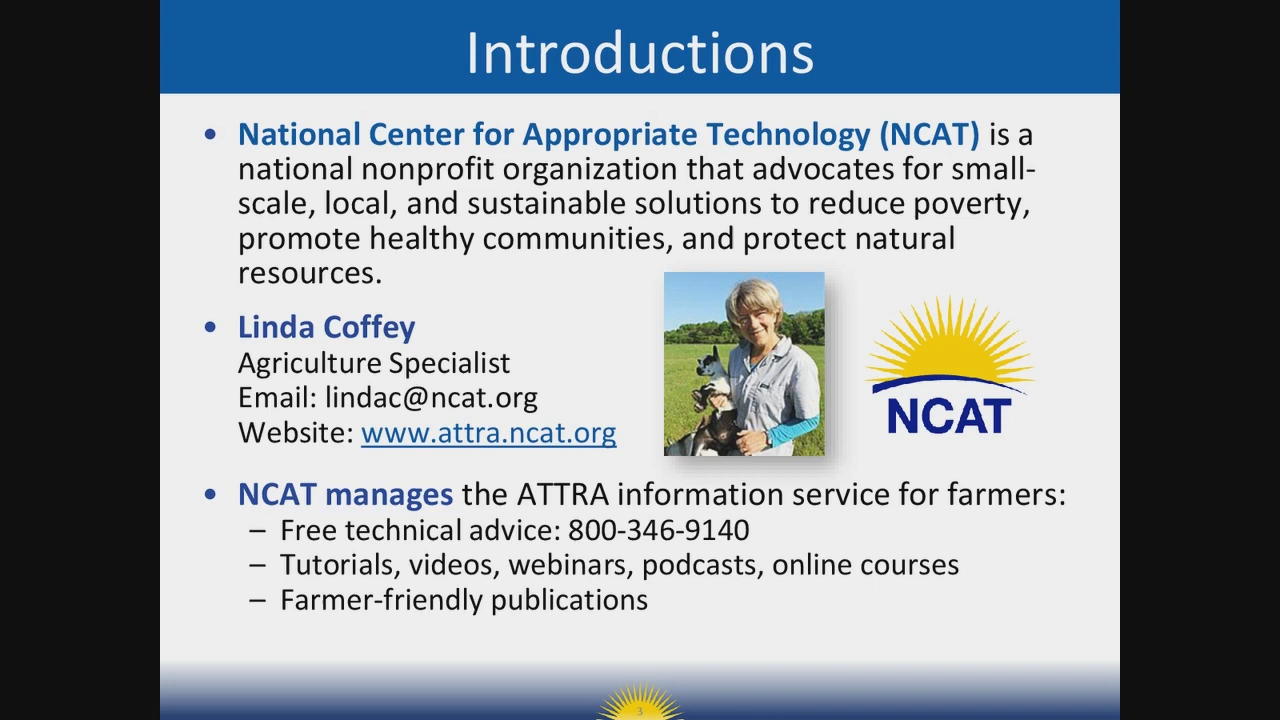 Introductions
• National Center for Appropriate Technology (NCAT) is a
national nonprofit organization that advocates for small-
scale, local, and sustainable solutions to reduce poverty,
promote healthy communities, and protect natural
resources.
• Linda Coffey
Agriculture Specialist
Email: lindac@ncat.org
Website: www.attra.ncat.org
NCAT
• NCAT manages the ATTRA information service for farmers:
– Free technical advice: 800-346-9140
– Tutorials, videos, webinars, podcasts, online courses
– Farmer-friendly publications
3